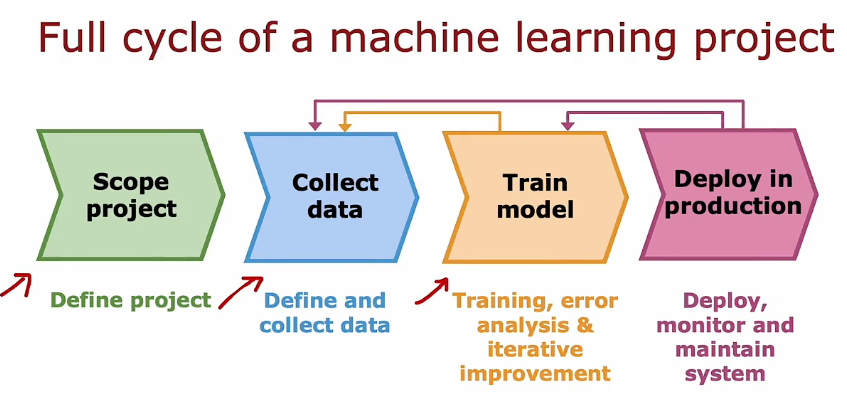 Full cycle of a machine learning project
Scope
project
Collect
data
Train
model
Deploy in
production
Define project
Define and
collect data
Training, error
analysis &
iterative
improvement
Deploy,
monitor and
maintain
system